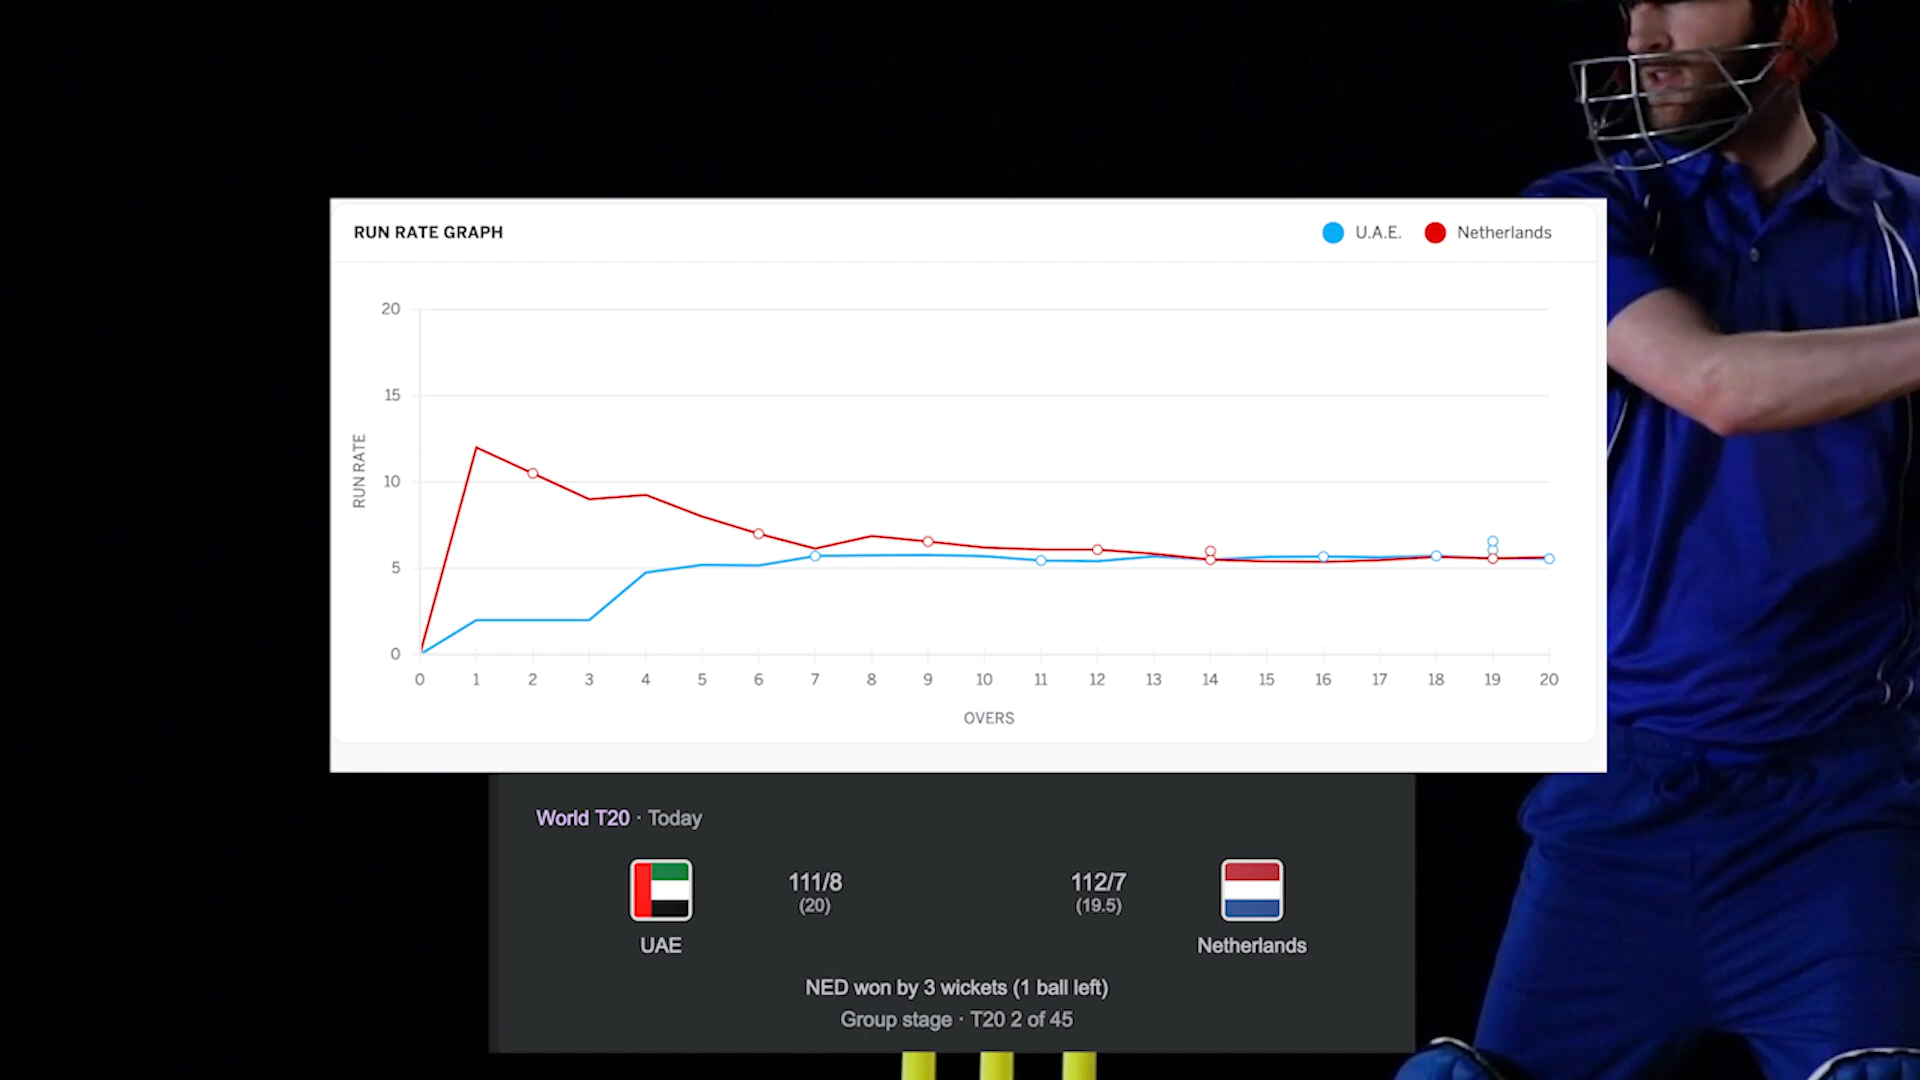 RUN RATE GRAPH
U.A.E. Netherlands
20
15
10
5
0
RUN RATE
0 1 2 3 4 5 6 7 8 9 10 11 12 13 14 15 16 17 18 19 20
OVERS
World T20 · Today
111/8 112/7
(20) (19.5)
UAE Netherlands
NED won by 3 wickets (1 ball left)
Group stage · T20 2 of 45